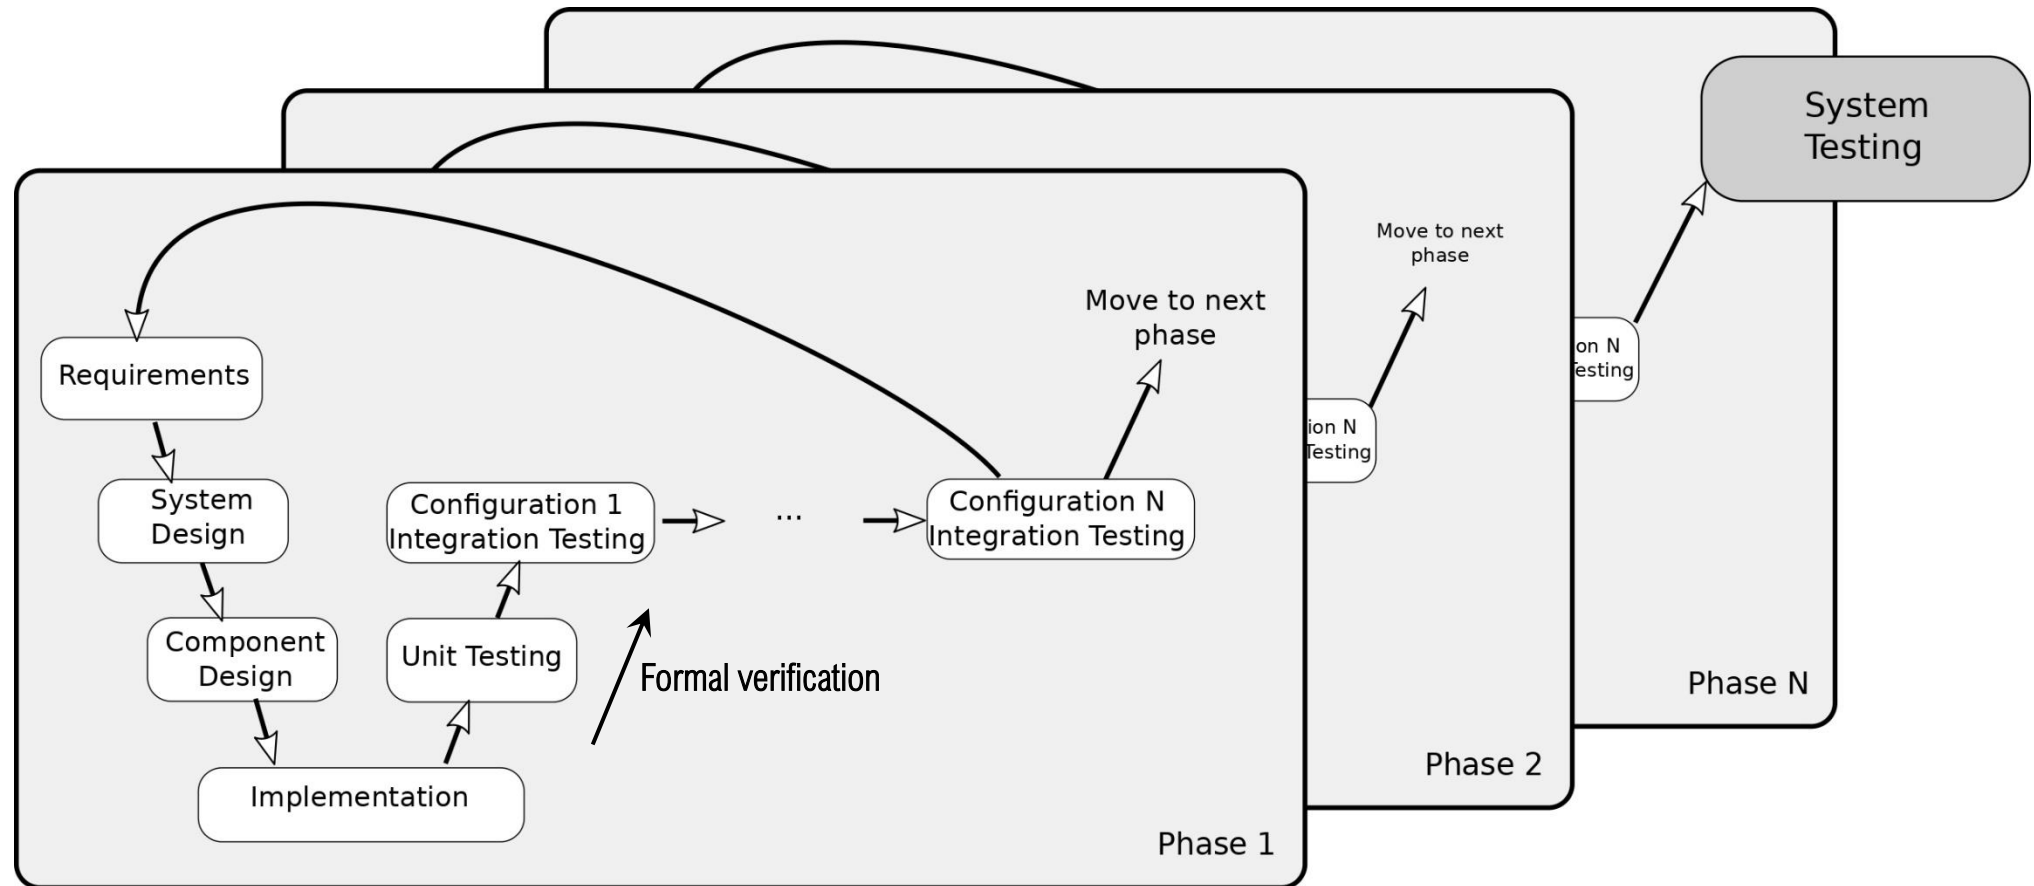 System
Testing
Move to next
phase
Move to next
phase
on N
Testing
Requirements
ion N
Testing
System
Design
Configuration 1
Integration Testing
...
Configuration N
Integration Testing
Component
Design
Unit Testing
Formal verification
Phase N
Phase 2
Implementation
Phase 1